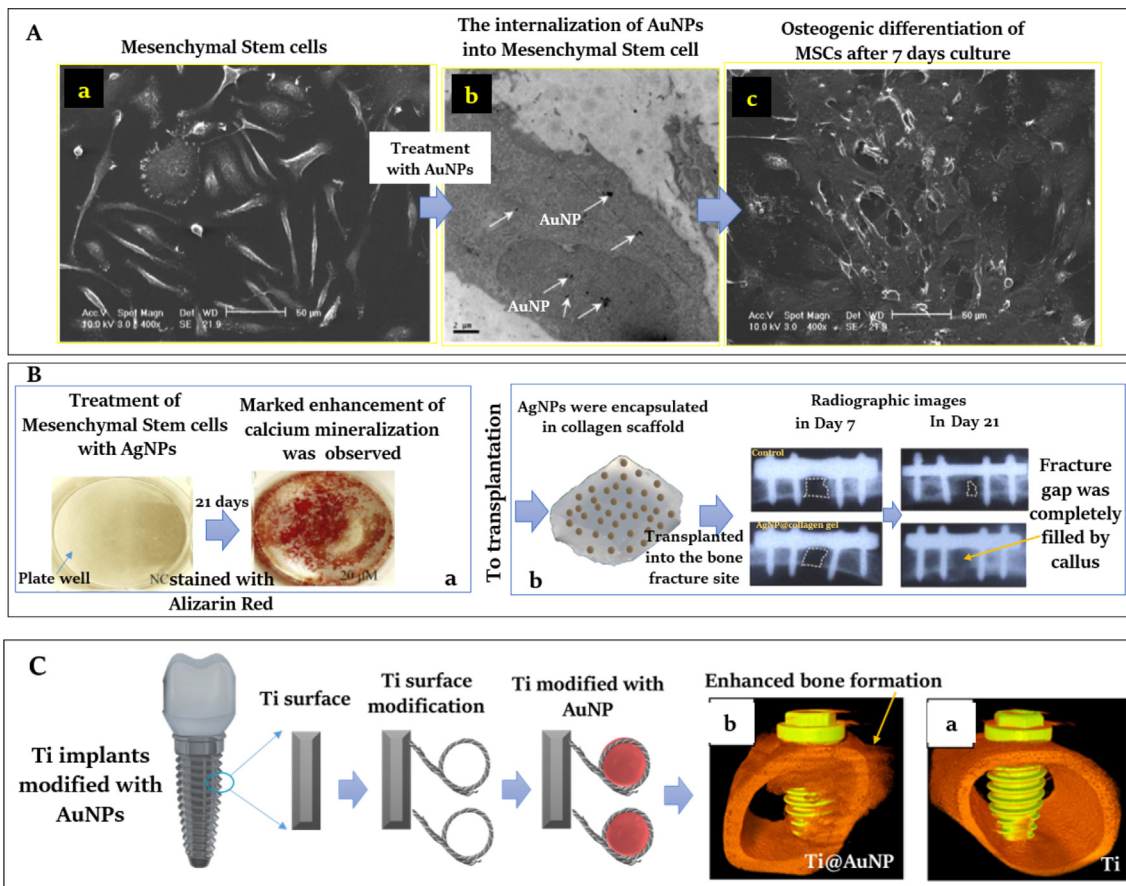 A
Mesenchymal Stem cells
The internalization of AuNPs
into Mesenchymal Stem cell
Osteogenic differentiation of
MSCs after 7 days culture
a
b
c
Treatment
with AuNPs
AuNP
AuNP
Acc.V Spot Magn Det WD 50 µm
10.0 kV 3.0 400x SE 21.9
2 µm
Acc.V Spot Magn Det WD 50 µm
10.0 kV 3.0 400x SE 21.9
B
Treatment of
Mesenchymal Stem cells
with AgNPs
Marked enhancement of
calcium mineralization
was observed
21 days
Plate well
NC
stained with
Alizarin Red
20 µM
a
To transplantation
AgNPs were encapsulated
in collagen scaffold
b
Transplanted
into the bone
fracture site
Radiographic images
in Day 7
In Day 21
Control
AgNP@collagen gel
Fracture
gap was
completely
filled by
callus
C
Ti implants
modified with
AuNPs
Ti surface
Ti surface
modification
Ti modified with
AuNP
Enhanced bone formation
b
Ti@AuNP
a
Ti